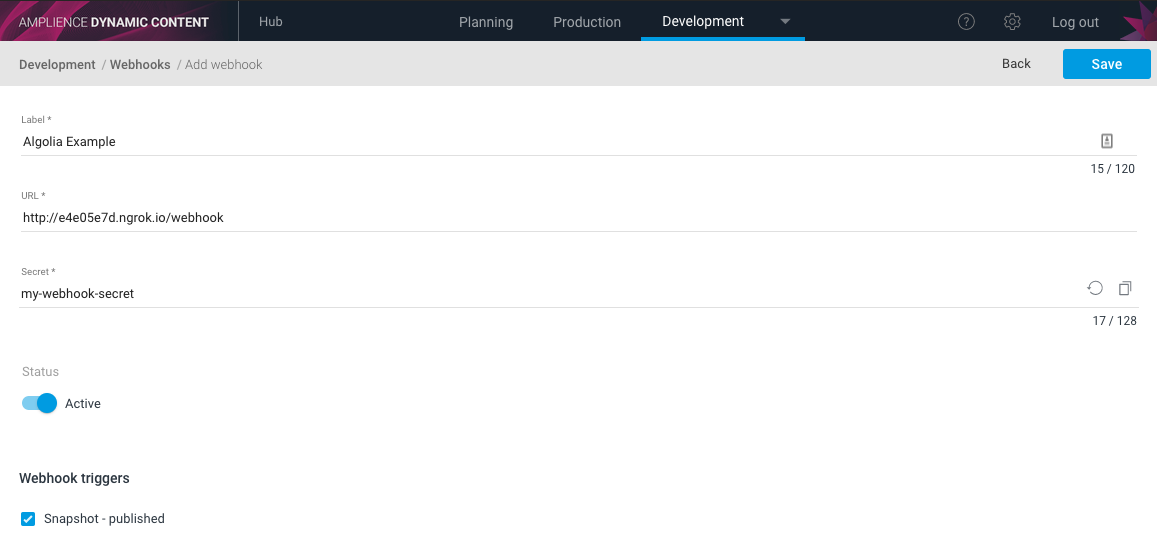 AMPLIENCE DYNAMIC CONTENT Hub Planning Production Development ? Log out
Development / Webhooks / Add webhook Back Save
Label *
Algolia Example
15 / 120
URL *
http://e4e05e7d.ngrok.io/webhook
Secret *
my-webhook-secret
17 / 128
Status
Active
Webhook triggers
Snapshot - published